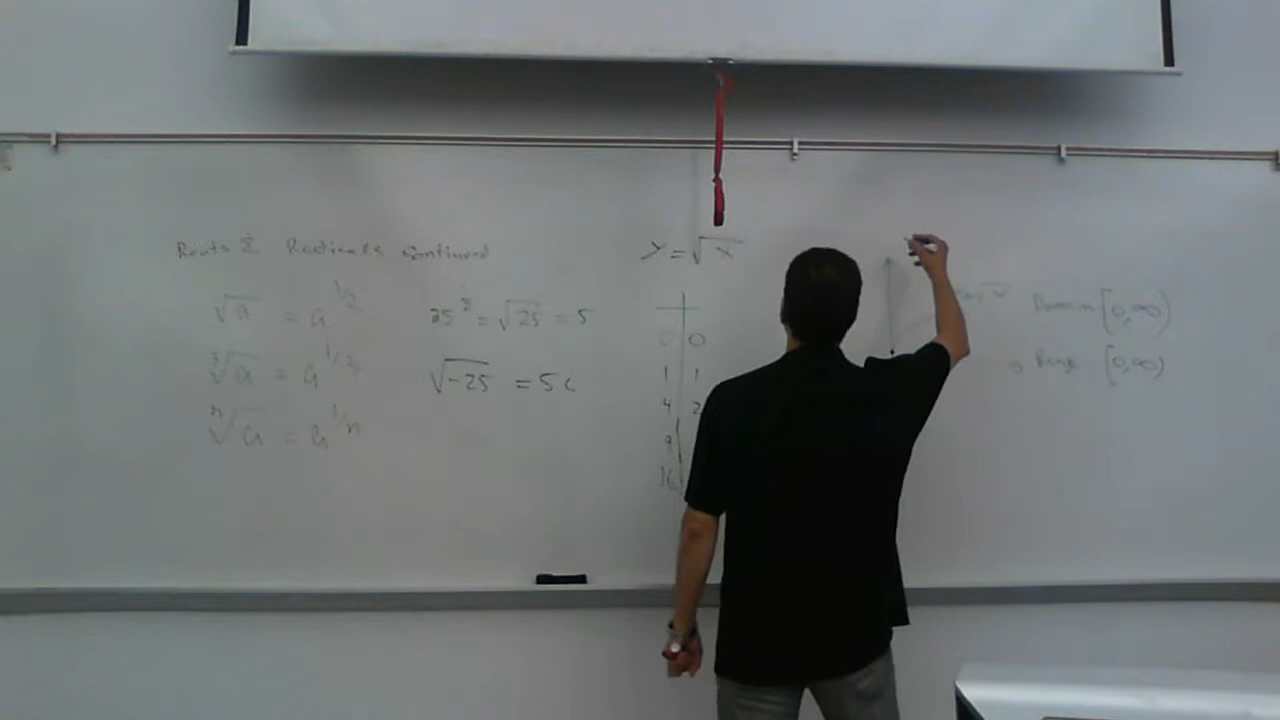 Roots & Radicals Continued
√a = a^1/2
∛a = a^1/3
ⁿ√a = a^1/n
25^½ = √25 = 5
√-25 = 5i
y = √x
0 | 0
1 | 1
4 | 2
9 |
16 |
Domain [0,∞)
Range [0,∞)